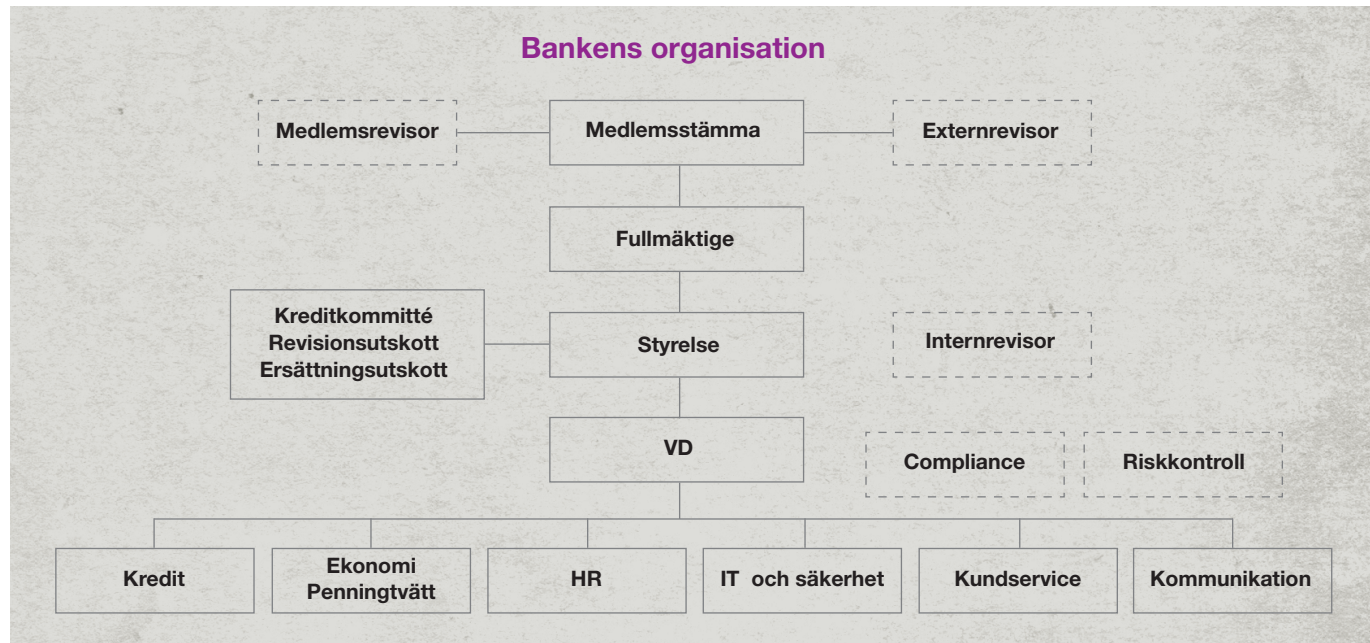 Bankens organisation
Medlemsrevisor
Medlemsstämma
Externrevisor
Fullmäktige
Kreditkommitté
Revisionsutskott
Ersättningsutskott
Styrelse
Internrevisor
VD
Compliance
Riskkontroll
Kredit
Ekonomi
Penningtvätt
HR
IT och säkerhet
Kundservice
Kommunikation